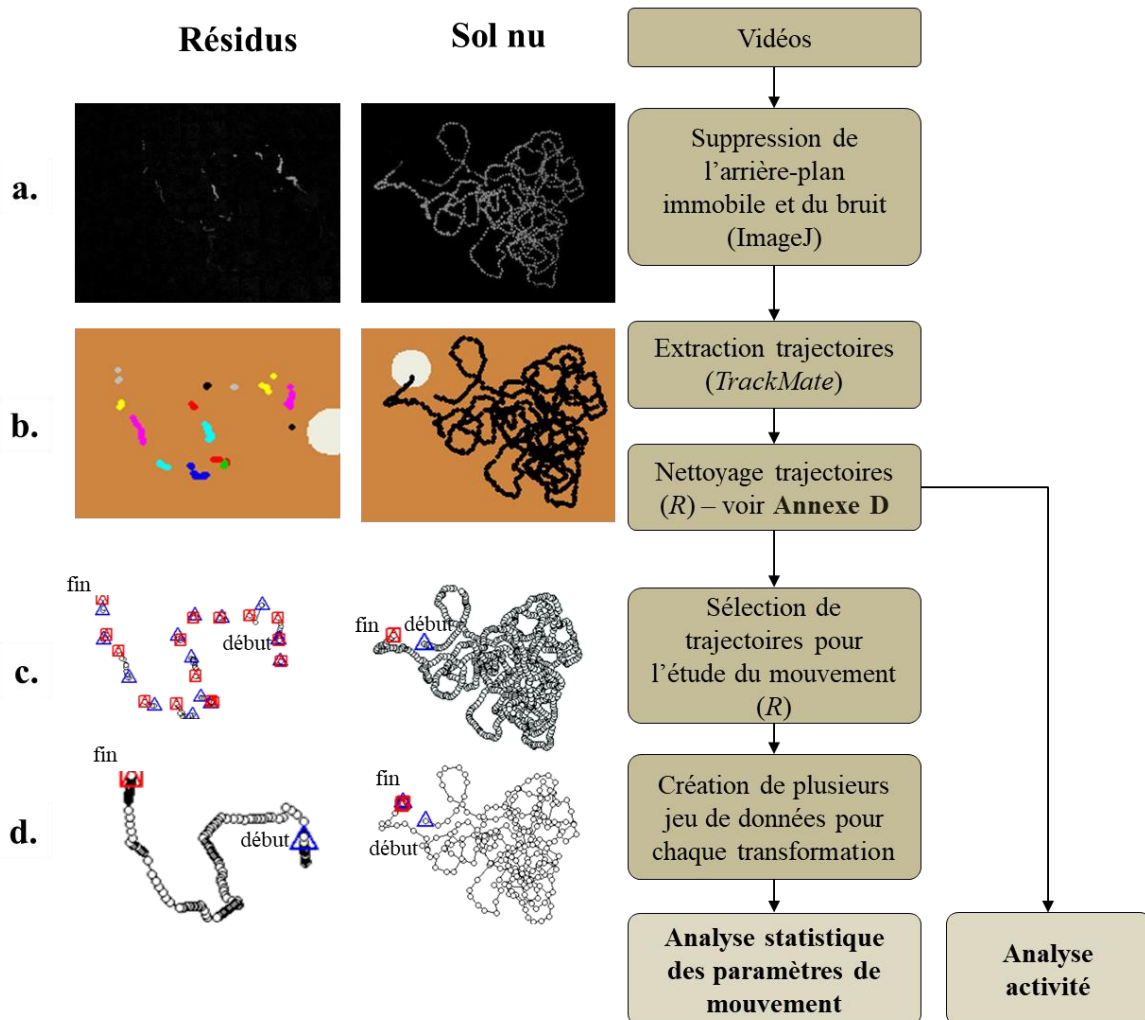 Résidus
Sol nu
Vidéos
a.
Suppression de
l’arrière-plan
immobile et du bruit
(ImageJ)
b.
Extraction trajectoires
(TrackMate)
Nettoyage trajectoires
(R) – voir Annexe D
c.
fin
début
fin
début
Sélection de
trajectoires pour
l’étude du mouvement
(R)
d.
fin
début
fin
début
Création de plusieurs
jeu de données pour
chaque transformation
Analyse statistique
des paramètres de
mouvement
Analyse
activité